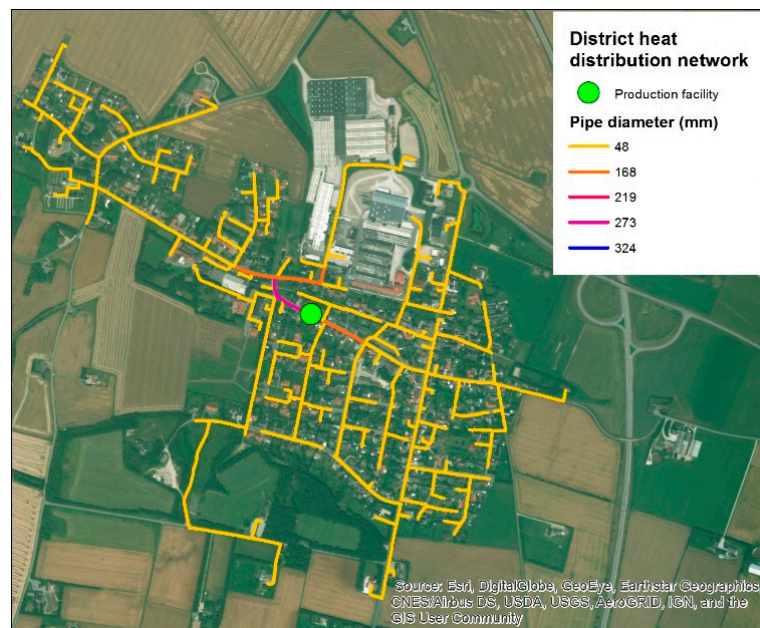 District heat
distribution network
Production facility
Pipe diameter (mm)
48
168
219
273
324
Source: Esri, DigitalGlobe, GeoEye, Earthstar Geographics,
CNES/Airbus DS, USDA, USGS, AeroGRID, IGN, and the
GIS User Community